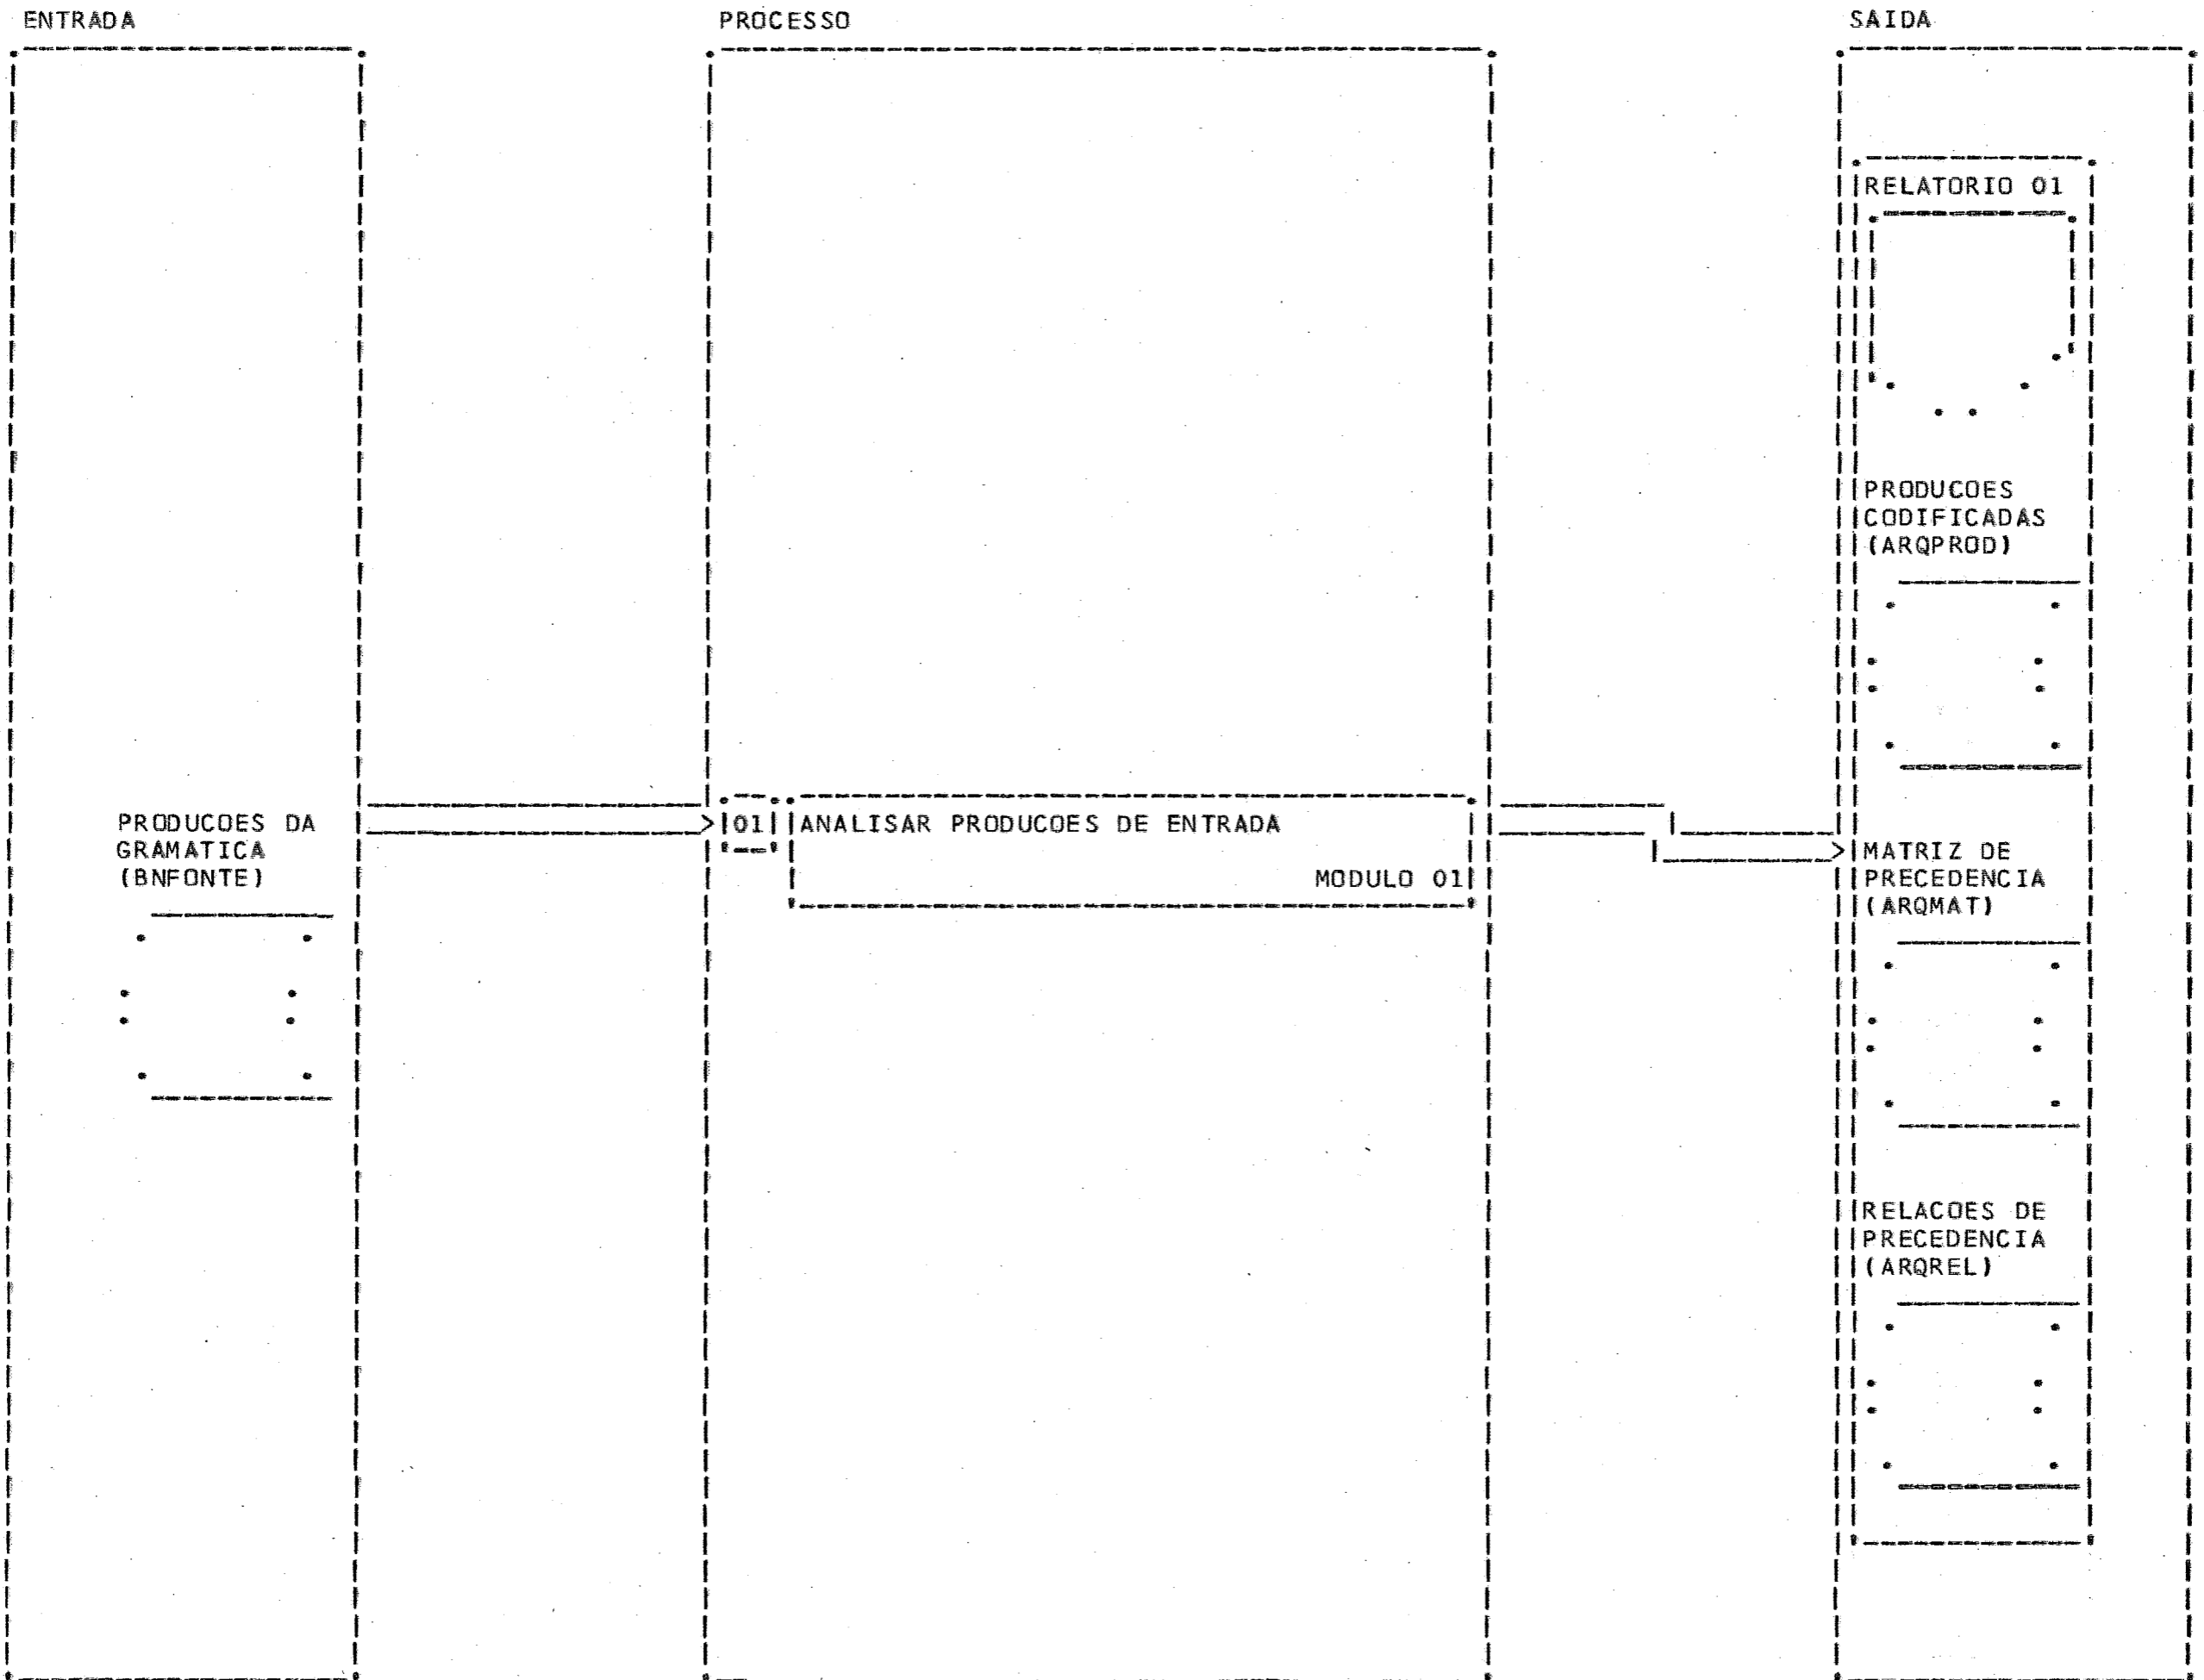 ENTRADA
PROCESSO
SAIDA
RELATORIO 01
PRODUCOES
CODIFICADAS
(ARQPROD)
PRODUCOES DA
GRAMATICA
(BNFONTE)
01
ANALISAR PRODUCOES DE ENTRADA
MODULO 01
MATRIZ DE
PRECEDENCIA
(ARQMAT)
RELACOES DE
PRECEDENCIA
(ARQREL)